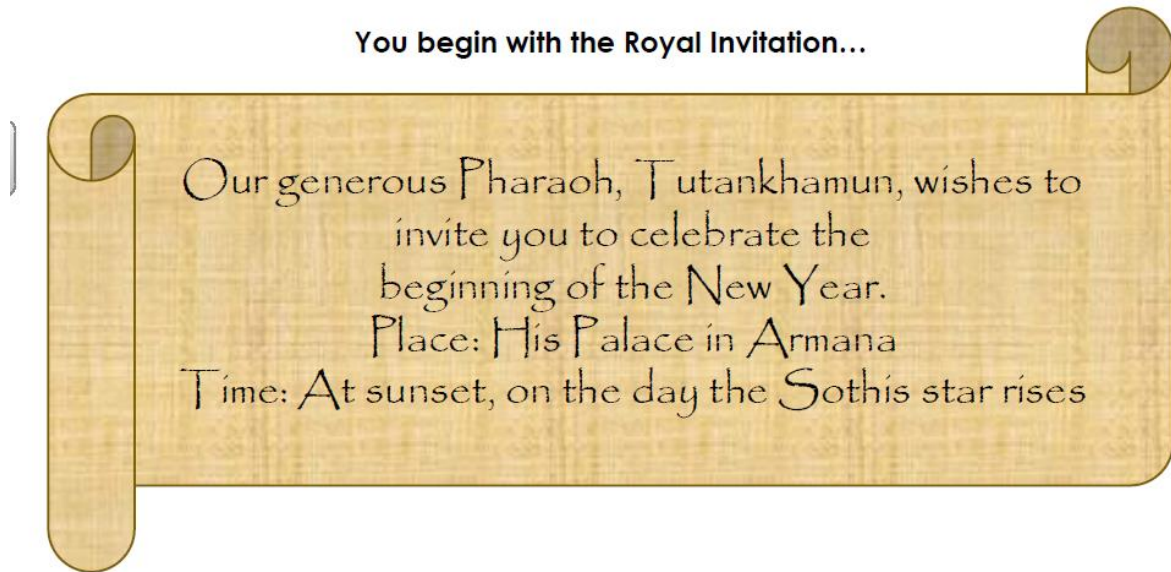 You begin with the Royal Invitation...
Our generous Pharaoh, Tutankhamun, wishes to
invite you to celebrate the
beginning of the New Year.
Place: His Palace in Armana
Time: At sunset, on the day the Sothis star rises